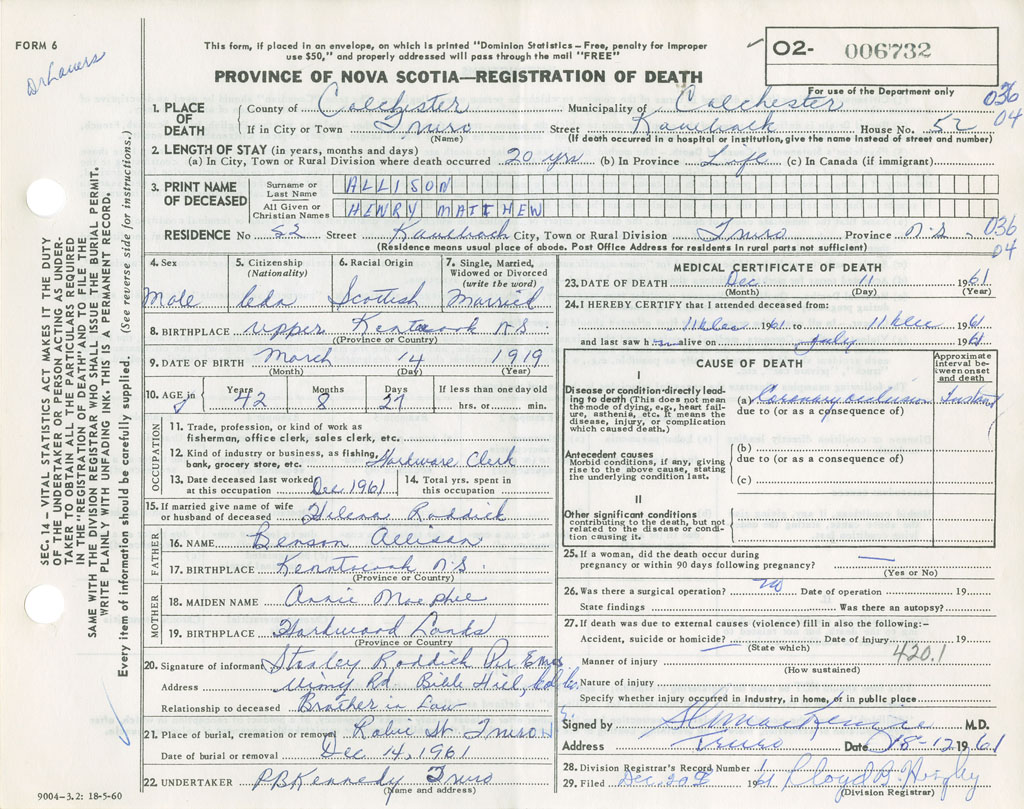 FORM 6
Dr Lavers
This form, if placed in an envelope, on which is printed "Dominion Statistics – Free, penalty for improper
use $50," and properly addressed will pass through the mail "FREE"
PROVINCE OF NOVA SCOTIA—REGISTRATION OF DEATH
O2- 006732
For use of the Department only
036
04
1. PLACE OF DEATH
County of Colchester Municipality of Colchester
If in City or Town Truro Street House No. 52
(Name) (If death occurred in a hospital or institution, give the name instead of street and number)
2. LENGTH OF STAY (in years, months and days)
(a) In City, Town or Rural Division where death occurred 20 yrs (b) In Province Life (c) In Canada (if immigrant)
3. PRINT NAME OF DECEASED
Surname or Last Name ALLISON
All Given or Christian Names HENRY MATTHEW
RESIDENCE No 52 Street City, Town or Rural Division Truro Province N.S.
036
04
(Residence means usual place of abode. Post Office Address for residents in rural parts not sufficient)
4. Sex Male
5. Citizenship (Nationality) Cdn
6. Racial Origin Scottish
7. Single, Married, Widowed or Divorced (write the word) Married
8. BIRTHPLACE Upper N.S.
(Province or Country)
9. DATE OF BIRTH March 14 1919
(Month) (Day) (Year)
10. AGE in Years 42 Months 8 Days 27 If less than one day old hrs. or min.
OCCUPATION
11. Trade, profession, or kind of work as
fisherman, office clerk, sales clerk, etc.
12. Kind of industry or business, as fishing,
bank, grocery store, etc. Hardware Clerk
13. Date deceased last worked
at this occupation Dec. 1961
14. Total yrs. spent in
this occupation
15. If married give name of wife
or husband of deceased Helena Roddick
FATHER
16. NAME Benson Allison
17. BIRTHPLACE N.S.
(Province or Country)
MOTHER
18. MAIDEN NAME Annie Macphee
19. BIRTHPLACE Hardwood Lands
(Province or Country)
20. Signature of informant Stanley Roddick
Address Vimy Rd. Bible Hill, Col. Co.
Relationship to deceased Brother in Law
21. Place of burial, cremation or removal Robie St Truro
Date of burial or removal Dec 14, 1961
22. UNDERTAKER P.B. Kennedy Truro
(Name and address)
9004-3.2: 18-5-60
MEDICAL CERTIFICATE OF DEATH
23. DATE OF DEATH Dec 11 1961
(Month) (Day) (Year)
24. I HEREBY CERTIFY that I attended deceased from:
11 Dec 1961 to 11 Dec 1961
and last saw him alive on July 1961
CAUSE OF DEATH
Approximate interval between onset and death
I
Disease or condition directly leading to death (This does not mean the mode of dying, e.g., heart failure, asthenia, etc. It means the disease, injury, or complication which caused death.)
(a) Coronary occlusion Instant
due to (or as a consequence of)
Antecedent causes
Morbid conditions, if any, giving rise to the above cause, stating the underlying condition last.
(b)
due to (or as a consequence of)
(c)
II
Other significant conditions
contributing to the death, but not related to the disease or condition causing it.
25. If a woman, did the death occur during
pregnancy or within 90 days following pregnancy? —
(Yes or No)
26. Was there a surgical operation? no Date of operation 19
State findings Was there an autopsy?
27. If death was due to external causes (violence) fill in also the following:–
Accident, suicide or homicide? — Date of injury 19
(State which)
420.1
Manner of injury
(How sustained)
Nature of injury
Specify whether injury occurred in industry, in home, or in public place
Signed by MacKenzie M.D.
Address Truro Date 18-12 1961
28. Division Registrar's Record Number
29. Filed Dec. 20 1961 Lloyd B.
(Division Registrar)
SEC. 14 – VITAL STATISTICS ACT MAKES IT THE DUTY
OF THE UNDERTAKER OR PERSON ACTING AS UNDER-
TAKER TO OBTAIN ALL THE PARTICULARS REQUIRED
IN THE "REGISTRATION OF DEATH" AND TO FILE THE
SAME WITH THE DIVISION REGISTRAR WHO SHALL ISSUE THE BURIAL PERMIT.
WRITE PLAINLY WITH UNFADING INK. THIS IS A PERMANENT RECORD.
Every item of information should be carefully supplied. (See reverse side for instructions.)